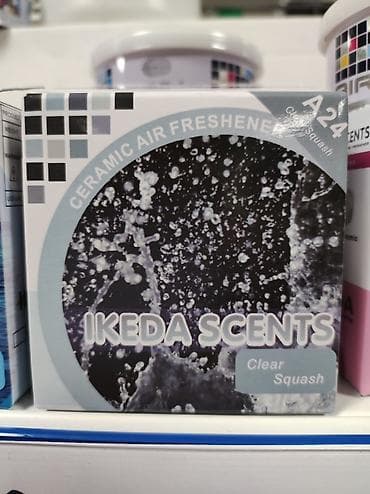 CERAMIC AIR FRESHENER
A24
Clear Squash
IKEDA SCENTS
Clear
Squash